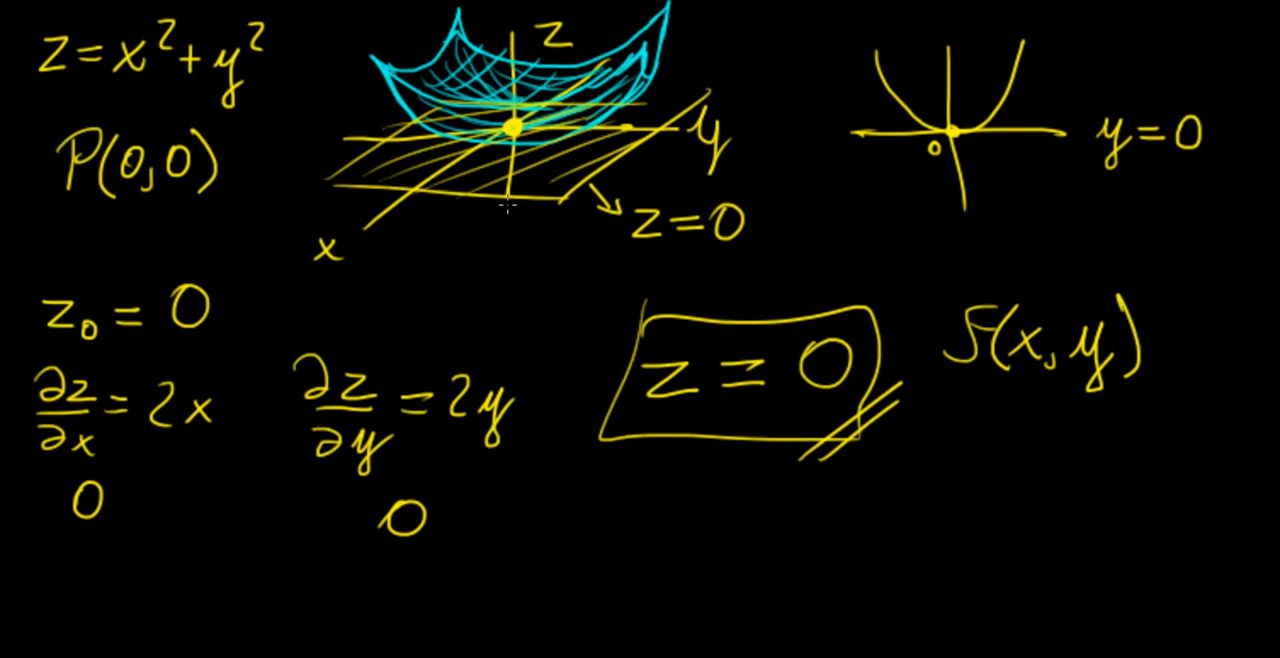 z = x² + y²
P(0,0)
z
y
x
z = 0
0
y = 0
z₀ = 0
∂z/∂x = 2x
0
∂z/∂y = 2y
0
z = 0
f(x, y)